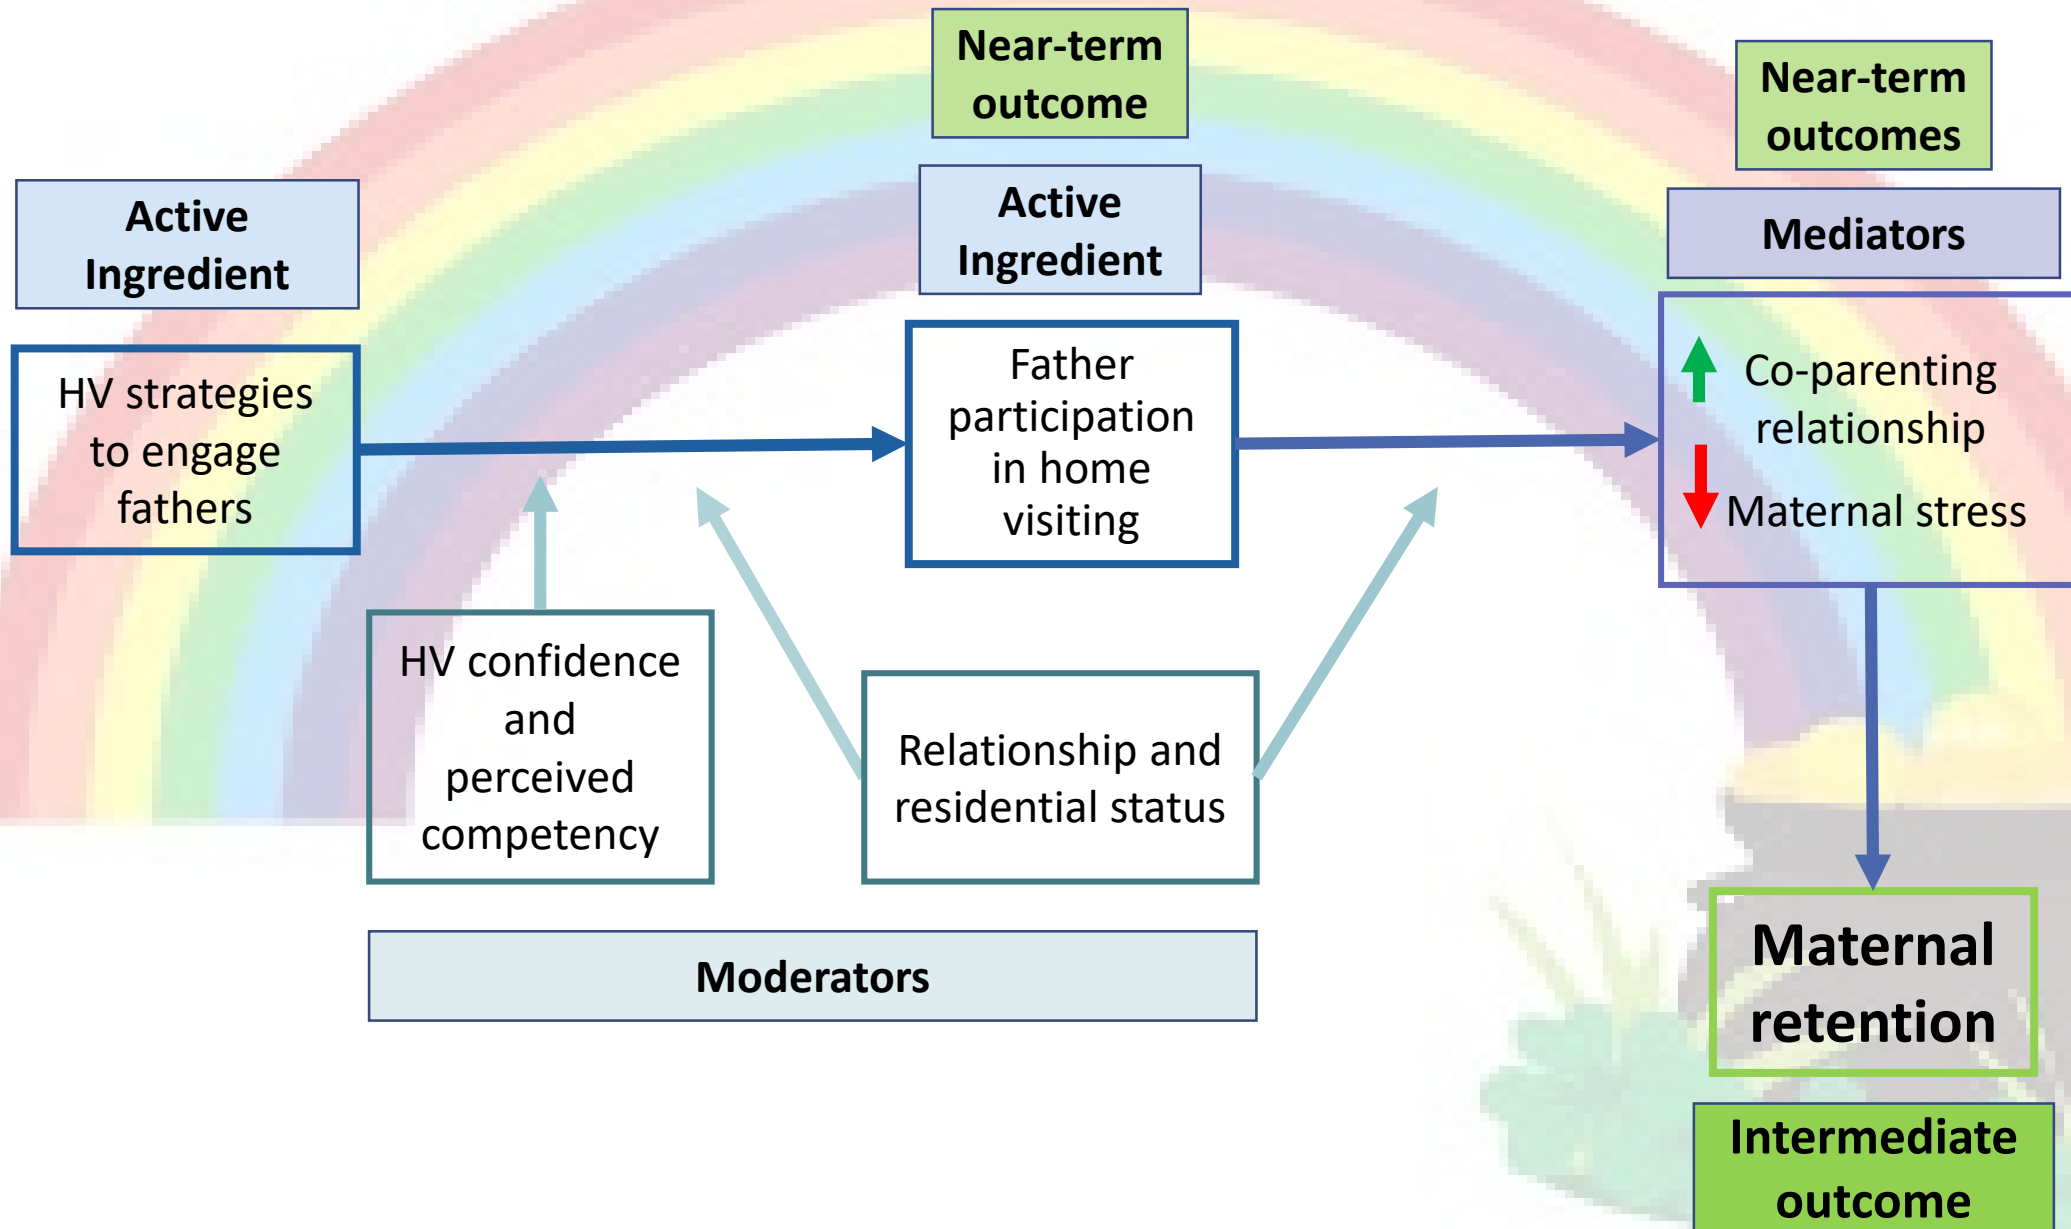 Near-term
outcome
Near-term
outcomes
Active
Ingredient
Active
Ingredient
Mediators
HV strategies
to engage
fathers
Father
participation
in home
visiting
Co-parenting
relationship
Maternal stress
HV confidence
and
perceived
competency
Relationship and
residential status
Moderators
Maternal
retention
Intermediate
outcome